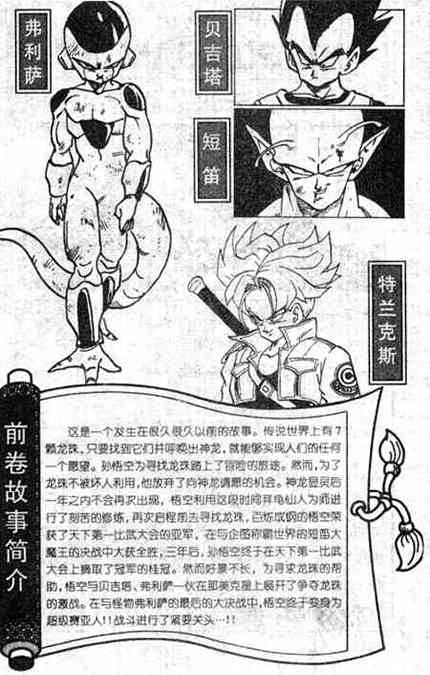 弗利萨
贝吉塔
短笛
特兰克斯
前卷故事简介
这是一个发生在很久很久以前的故事。传说世界上有7
颗龙珠,只要找到它们并呼唤出神龙,就能够实现人们的任何
一个愿望。孙悟空为寻找龙珠踏上了冒险的旅途。然而,为了
龙珠不被坏人利用,他放弃了向神龙请愿的机会。神龙显灵后
一年之内不会再次出现,悟空利用这段时间拜龟仙人为师进
行了刻苦的修炼,再次启程前去寻找龙珠,百炼成钢的悟空荣
获了天下第一比武大会的亚军,在与企图称霸世界的短笛大
魔王的决战中大获全胜,三年后,孙悟空终于在天下第一比武
大会上摘取了冠军的桂冠。然而好景不长,为寻求龙珠的帮
助,悟空与贝吉塔、弗利萨一伙在那美克星上展开了争夺龙珠
的激战。在与怪物弗利萨的最后的大决战中,悟空终于变身为
超级赛亚人!!战斗进行了紧要关头…!!